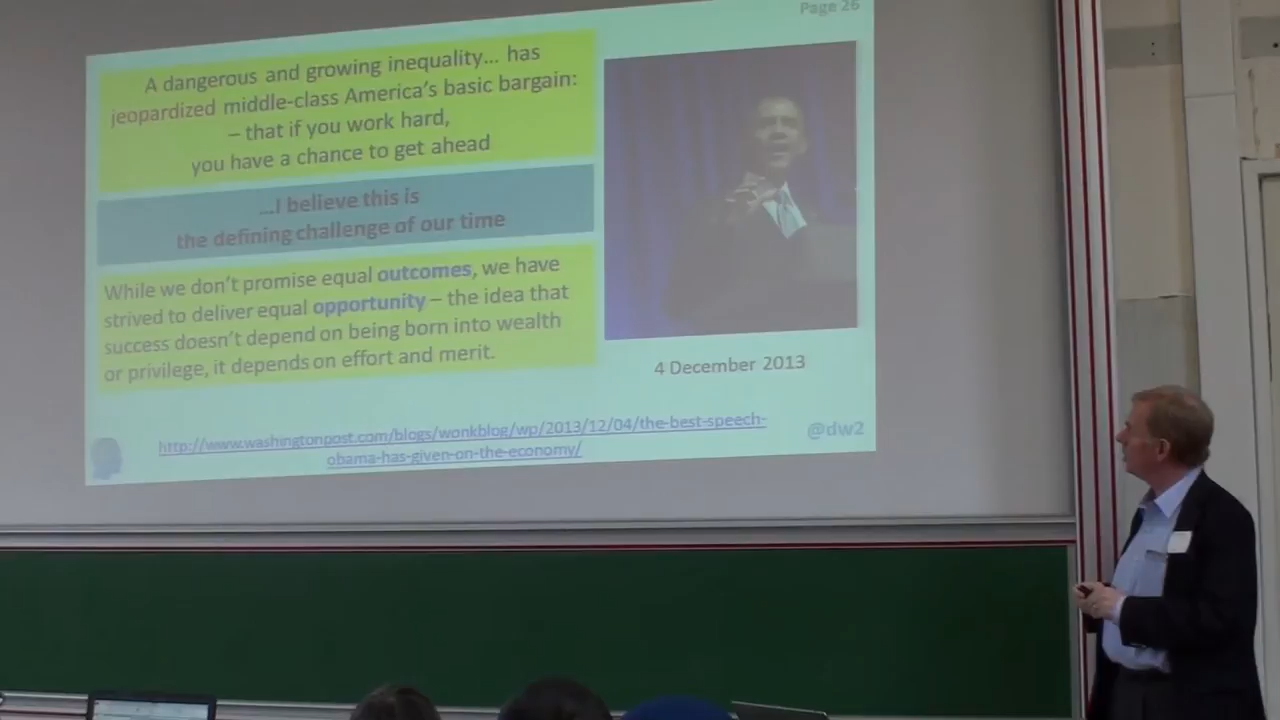 Page 26
A dangerous and growing inequality... has
jeopardized middle-class America's basic bargain:
– that if you work hard,
you have a chance to get ahead
...I believe this is
the defining challenge of our time
While we don't promise equal outcomes, we have
strived to deliver equal opportunity – the idea that
success doesn't depend on being born into wealth
or privilege, it depends on effort and merit.
4 December 2013
http://www.washingtonpost.com/blogs/wonkblog/wp/2013/12/04/the-best-speech-
obama-has-given-on-the-economy/
@dw2